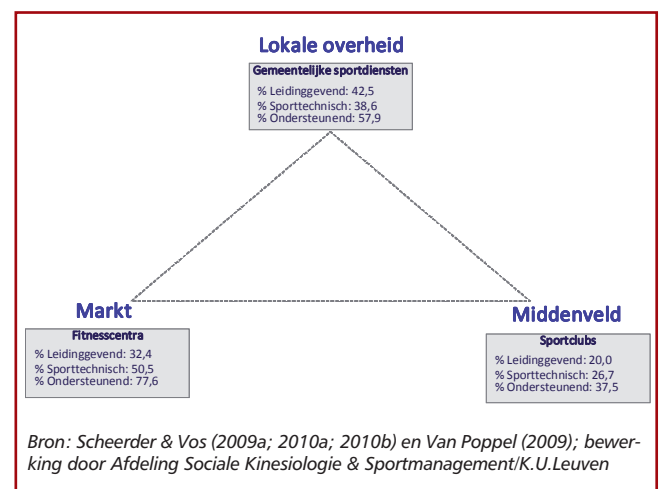 Lokale overheid
Gemeentelijke sportdiensten
% Leidinggevend: 42,5
% Sporttechnisch: 38,6
% Ondersteunend: 57,9
Markt
Fitnesscentra
% Leidinggevend: 32,4
% Sporttechnisch: 50,5
% Ondersteunend: 77,6
Middenveld
Sportclubs
% Leidinggevend: 20,0
% Sporttechnisch: 26,7
% Ondersteunend: 37,5
Bron: Scheerder & Vos (2009a; 2010a; 2010b) en Van Poppel (2009); bewer-
king door Afdeling Sociale Kinesiologie & Sportmanagement/K.U.Leuven